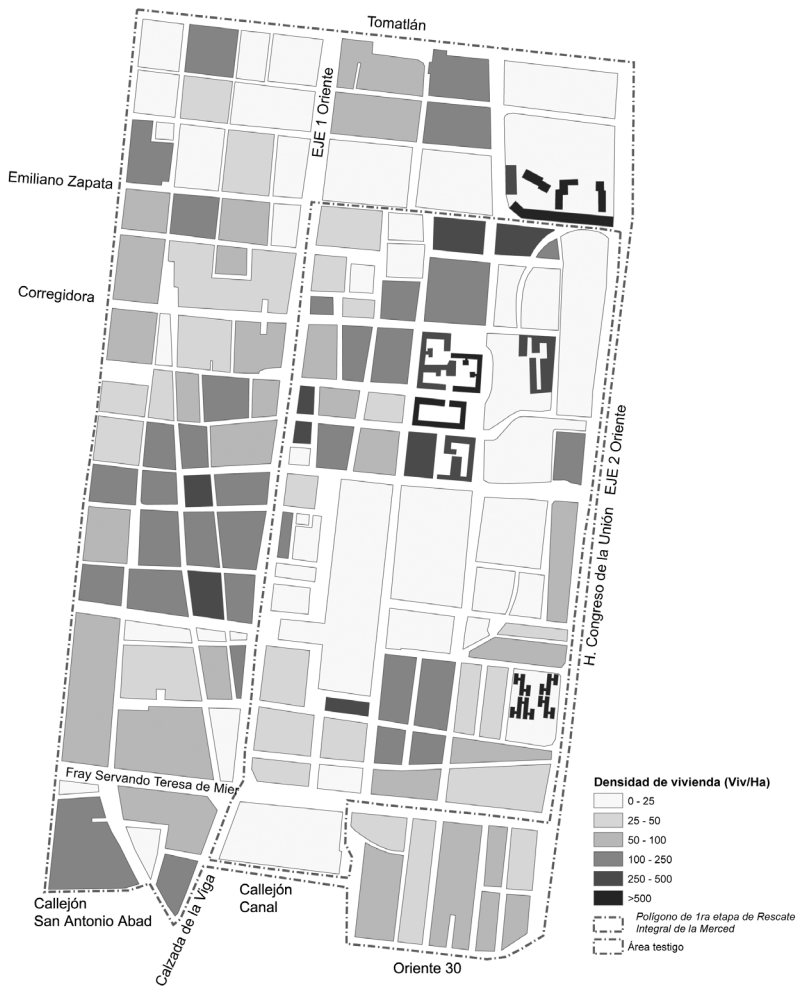 Tomatlán
EJE 1 Oriente
Emiliano Zapata
Corregidora
H. Congreso de la Unión
EJE 2 Oriente
Fray Servando Teresa de Mier
Callejón
San Antonio Abad
Calzada de la Viga
Callejón
Canal
Oriente 30
Densidad de vivienda (Viv/Ha)
0 - 25
25 - 50
50 - 100
100 - 250
250 - 500
>500
Polígono de 1ra etapa de Rescate
Integral de la Merced
Área testigo